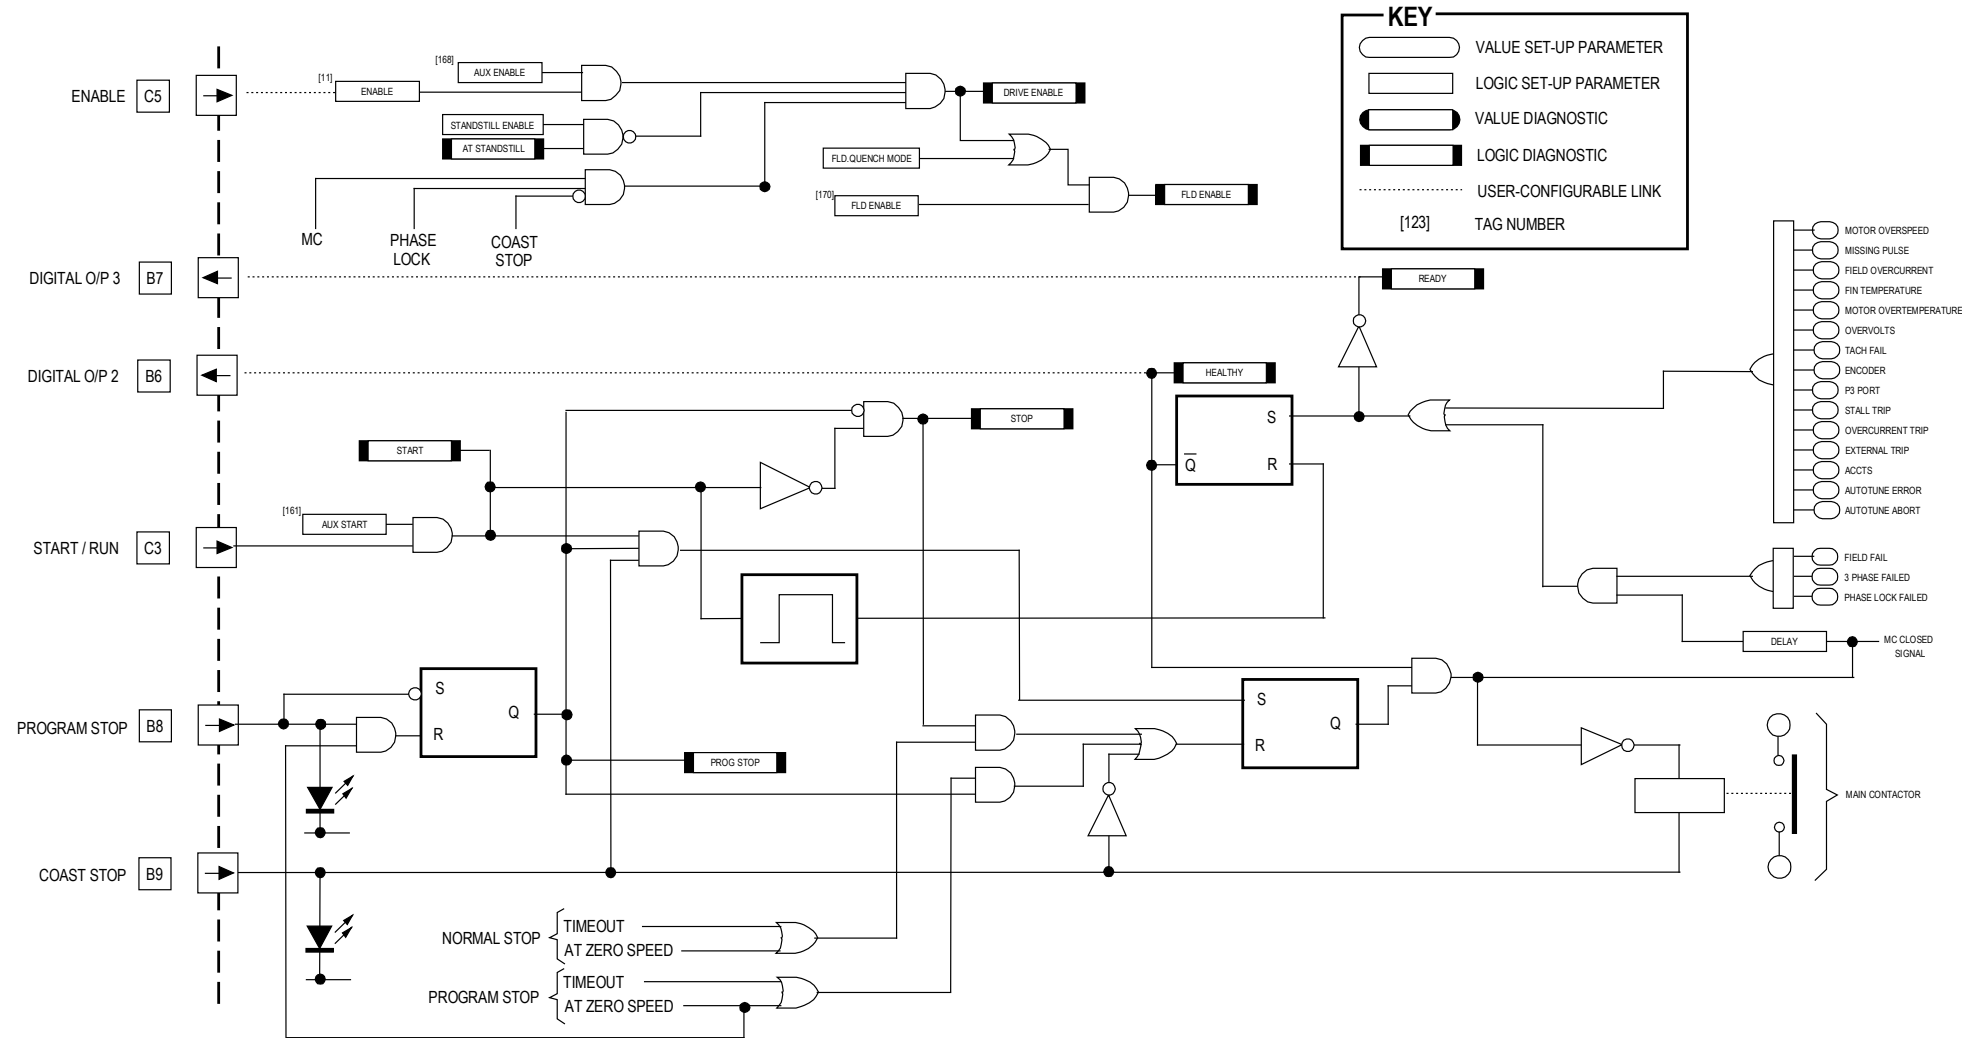 KEY
VALUE SET-UP PARAMETER
LOGIC SET-UP PARAMETER
VALUE DIAGNOSTIC
LOGIC DIAGNOSTIC
USER-CONFIGURABLE LINK
[123] TAG NUMBER
ENABLE C5
[11]
ENABLE
[168]
AUX ENABLE
STANDSTILL ENABLE
AT STANDSTILL
DRIVE ENABLE
FLD.QUENCH MODE
[170]
FLD ENABLE
FLD ENABLE
MC
PHASE
LOCK
COAST
STOP
DIGITAL O/P 3 B7
READY
DIGITAL O/P 2 B6
HEALTHY
S
Q
R
MOTOR OVERSPEED
MISSING PULSE
FIELD OVERCURRENT
FIN TEMPERATURE
MOTOR OVERTEMPERATURE
OVERVOLTS
TACH FAIL
ENCODER
P3 PORT
STALL TRIP
OVERCURRENT TRIP
EXTERNAL TRIP
ACCTS
AUTOTUNE ERROR
AUTOTUNE ABORT
STOP
START
[161]
AUX START
START / RUN C3
FIELD FAIL
3 PHASE FAILED
PHASE LOCK FAILED
DELAY
MC CLOSED
SIGNAL
PROGRAM STOP B8
S
Q
R
PROG STOP
S
Q
R
MAIN CONTACTOR
COAST STOP B9
NORMAL STOP
TIMEOUT
AT ZERO SPEED
PROGRAM STOP
TIMEOUT
AT ZERO SPEED